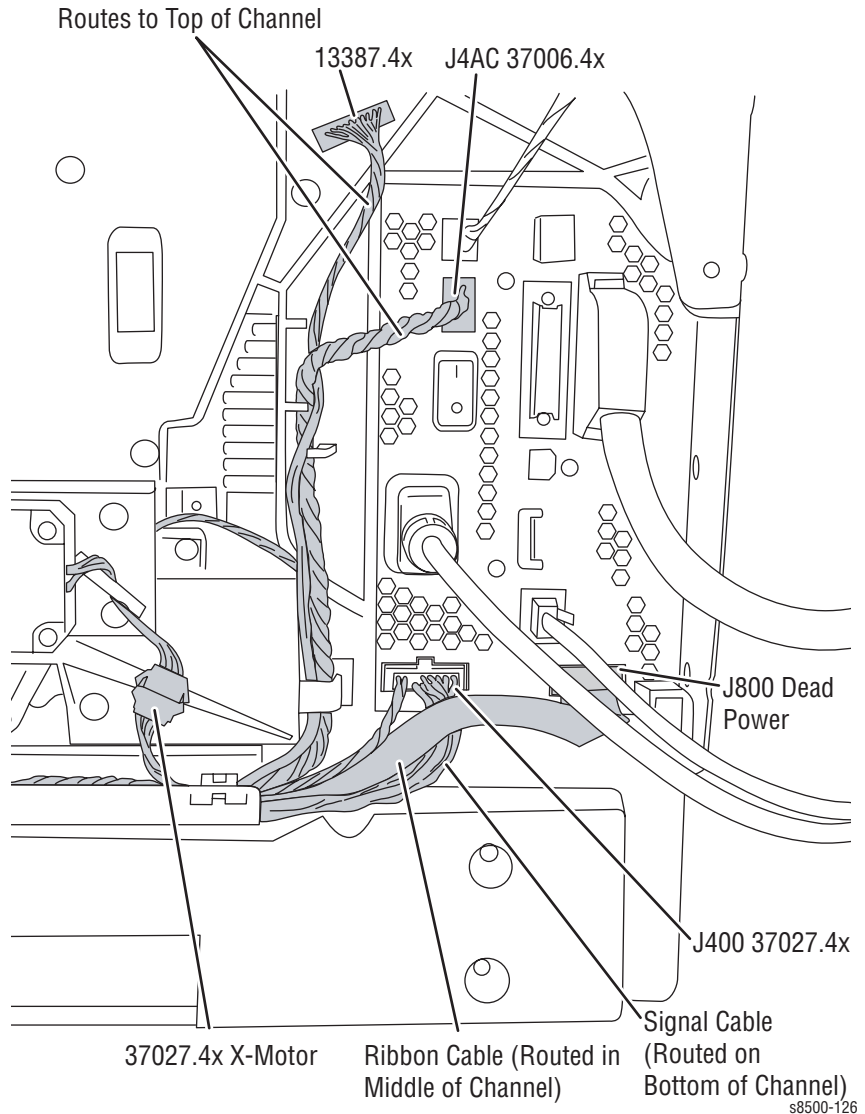 Routes to Top of Channel
13387.4x
J4AC 37006.4x
J800 Dead
Power
J400 37027.4x
37027.4x X-Motor
Ribbon Cable (Routed in
Middle of Channel)
Signal Cable
(Routed on
Bottom of Channel)
s8500-126